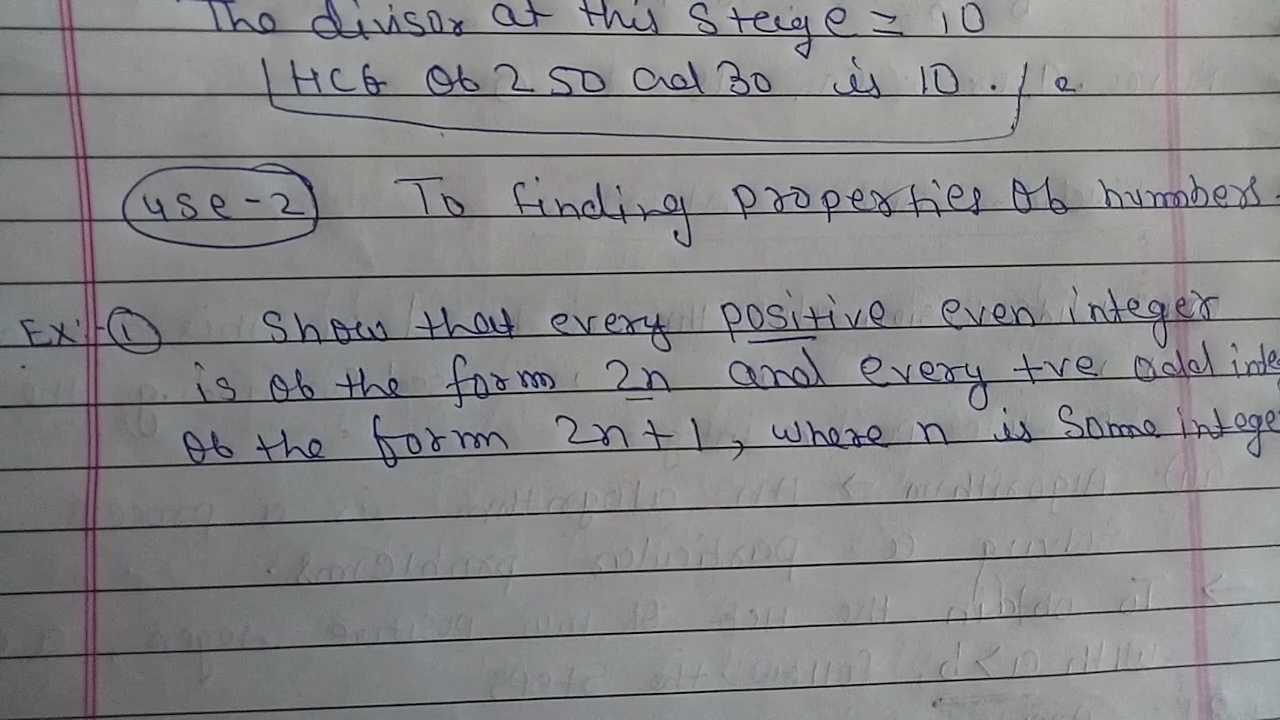 The divisor at this Steige = 10
HCF Of 250 and 30 is 10.
use-2 To finding properties Of numbers.
Ex:- ① Show that every positive even integer
is of the form 2n and every +ve odd inte
Of the form 2n+1, where n is Some intege